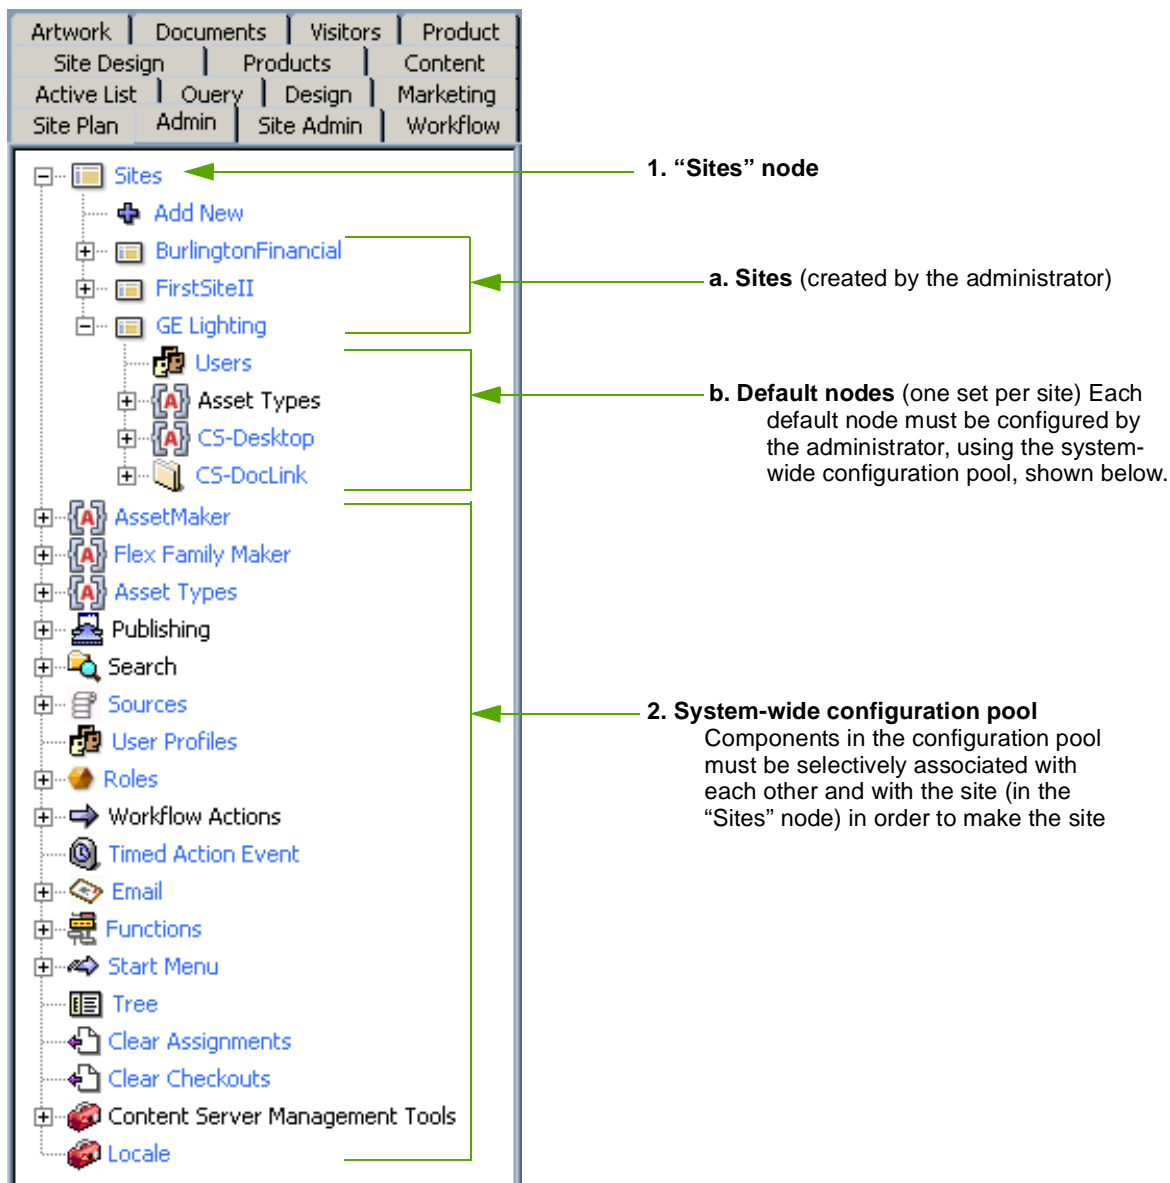 Artwork Documents Visitors Product
Site Design Products Content
Active List Query Design Marketing
Site Plan Admin Site Admin Workflow
Sites
1. “Sites” node
Add New
BurlingtonFinancial
FirstSiteII
a. Sites (created by the administrator)
GE Lighting
Users
Asset Types
CS-Desktop
CS-DocLink
b. Default nodes (one set per site) Each
default node must be configured by
the administrator, using the system-
wide configuration pool, shown below.
AssetMaker
Flex Family Maker
Asset Types
Publishing
Search
Sources
User Profiles
Roles
Workflow Actions
Timed Action Event
Email
Functions
Start Menu
Tree
Clear Assignments
Clear Checkouts
Content Server Management Tools
Locale
2. System-wide configuration pool
Components in the configuration pool
must be selectively associated with
each other and with the site (in the
“Sites” node) in order to make the site